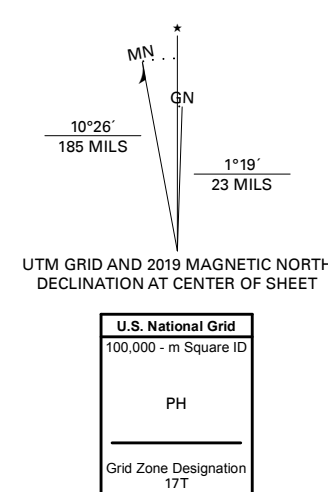 ★
MN
GN
10°26´
185 MILS
1°19´
23 MILS
UTM GRID AND 2019 MAGNETIC NORTH
DECLINATION AT CENTER OF SHEET
U.S. National Grid
100,000 - m Square ID
PH
Grid Zone Designation
17T